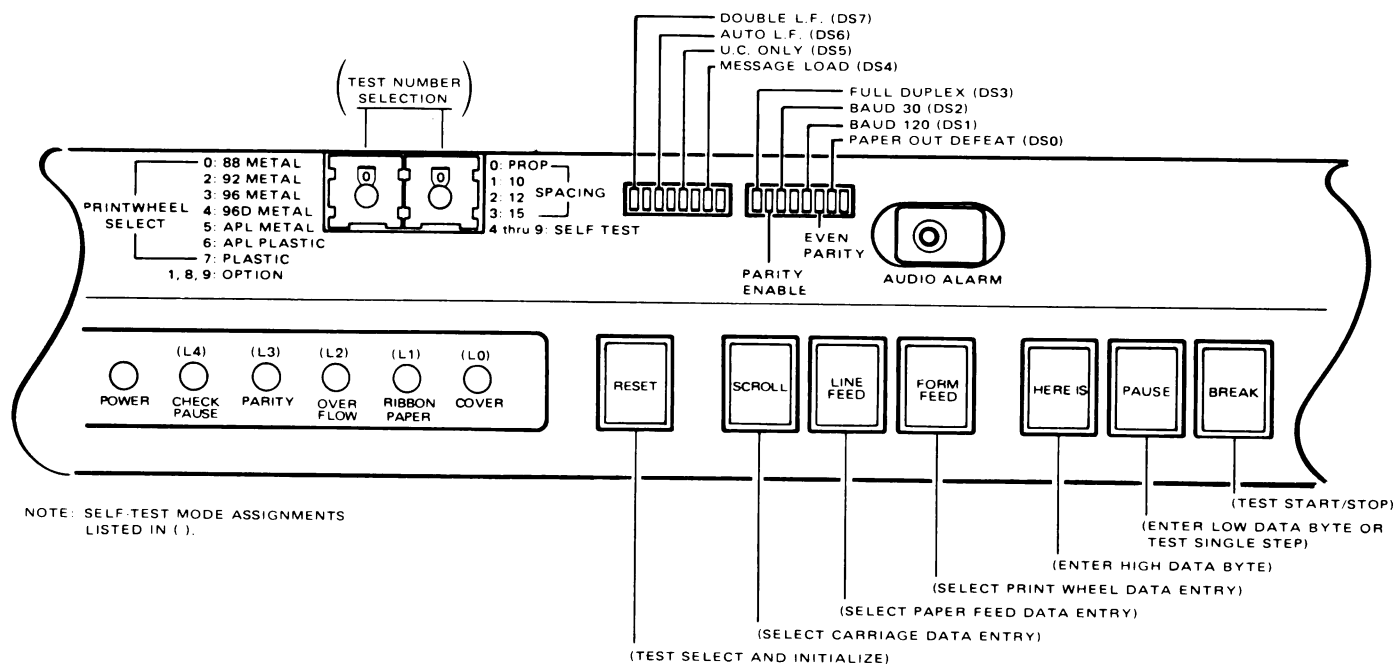 DOUBLE L.F. (DS7)
AUTO L.F. (DS6)
U.C. ONLY (DS5)
MESSAGE LOAD (DS4)
FULL DUPLEX (DS3)
BAUD 30 (DS2)
BAUD 120 (DS1)
PAPER OUT DEFEAT (DS0)
(TEST NUMBER
SELECTION)
PRINTWHEEL
SELECT
0: 88 METAL
2: 92 METAL
3: 96 METAL
4: 96D METAL
5: APL METAL
6: APL PLASTIC
7: PLASTIC
1, 8, 9: OPTION
0
0
0: PROP
1: 10
2: 12
3: 15
SPACING
4 thru 9: SELF TEST
PARITY
ENABLE
EVEN
PARITY
AUDIO ALARM
POWER
(L4)
CHECK
PAUSE
(L3)
PARITY
(L2)
OVER
FLOW
(L1)
RIBBON
PAPER
(L0)
COVER
RESET
SCROLL
LINE
FEED
FORM
FEED
HERE IS
PAUSE
BREAK
NOTE: SELF-TEST MODE ASSIGNMENTS
LISTED IN ( ).
(TEST START/STOP)
(ENTER LOW DATA BYTE OR
TEST SINGLE STEP)
(ENTER HIGH DATA BYTE)
(SELECT PRINT WHEEL DATA ENTRY)
(SELECT PAPER FEED DATA ENTRY)
(SELECT CARRIAGE DATA ENTRY)
(TEST SELECT AND INITIALIZE)